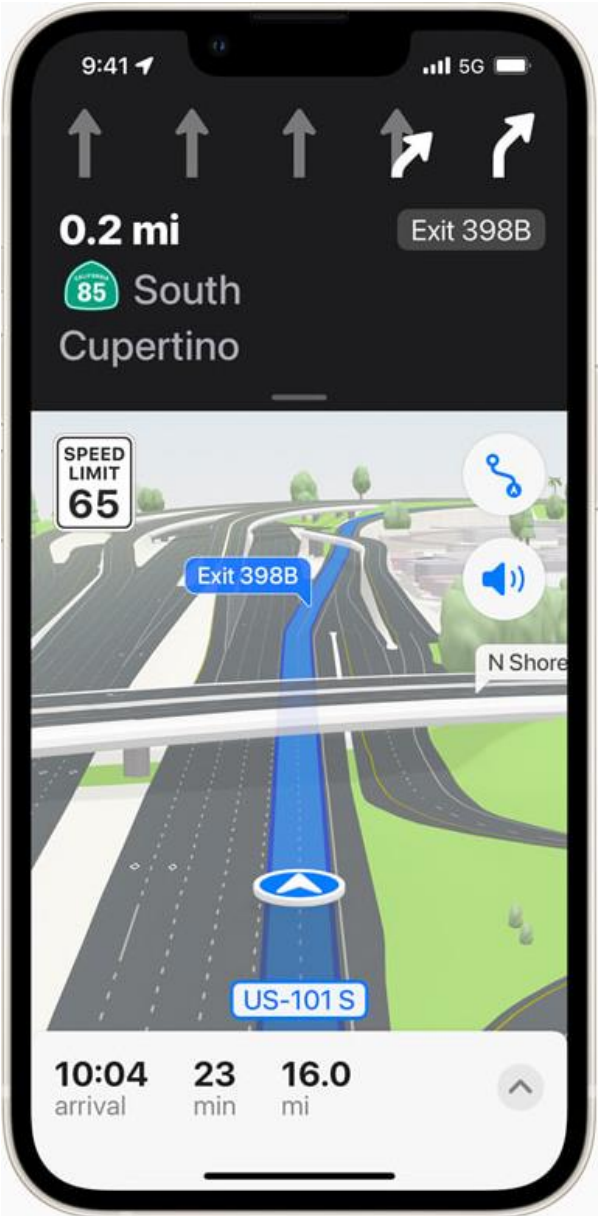 9:41
5G
0.2 mi
Exit 398B
CALIFORNIA
85
South
Cupertino
SPEED
LIMIT
65
Exit 398B
N Shore
US-101 S
10:04
23
16.0
arrival
min
mi